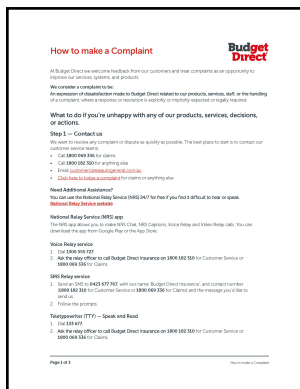 How to make a Complaint
Budget
Direct
At Budget Direct we welcome feedback from our customers and treat complaints as an opportunity to
improve our services, systems, and products.
We consider a complaint to be:
An expression of dissatisfaction made to Budget Direct related to our products, services, staff, or the handling
of a complaint, where a response or resolution is explicitly or implicitly expected or legally required.
What to do if you're unhappy with any of our products, services, decisions,
or actions.
Step 1 — Contact us
We want to resolve any complaint or dispute as quickly as possible. The best place to start is to contact our
customer service teams:
• Call 1800 069 336 for claims
• Call 1800 182 310 for anything else
• Email customercare@autogeneral.com.au
• Click here to lodge a complaint for claims or anything else
Need Additional Assistance?
You can use the National Relay Service (NRS) 24/7 for free if you find it difficult to hear or speak.
National Relay Service website
National Relay Service (NRS) app
The NRS app allows you to make NRS Chat, NRS Captions, Voice Relay and Video Relay calls. You can
download the app from Google Play or the App Store.
Voice Relay service
1. Dial 1300 555 727
2. Ask the relay officer to call Budget Direct Insurance on 1800 182 310 for Customer Service or
1800 069 336 for Claims.
SMS Relay service
1. Send an SMS to 0423 677 767 with our name 'Budget Direct Insurance', and contact number
(1800 182 310 for Customer Service or 1800 069 336 for Claims) and the message you'd like to
send us.
2. Follow the prompts.
Teletypewriter (TTY) — Speak and Read
1. Dial 133 677
2. Ask the relay officer to call Budget Direct Insurance on 1800 182 310 for Customer Service or
1800 069 336 for Claims.
Page 1 of 3
How to make a Complaint